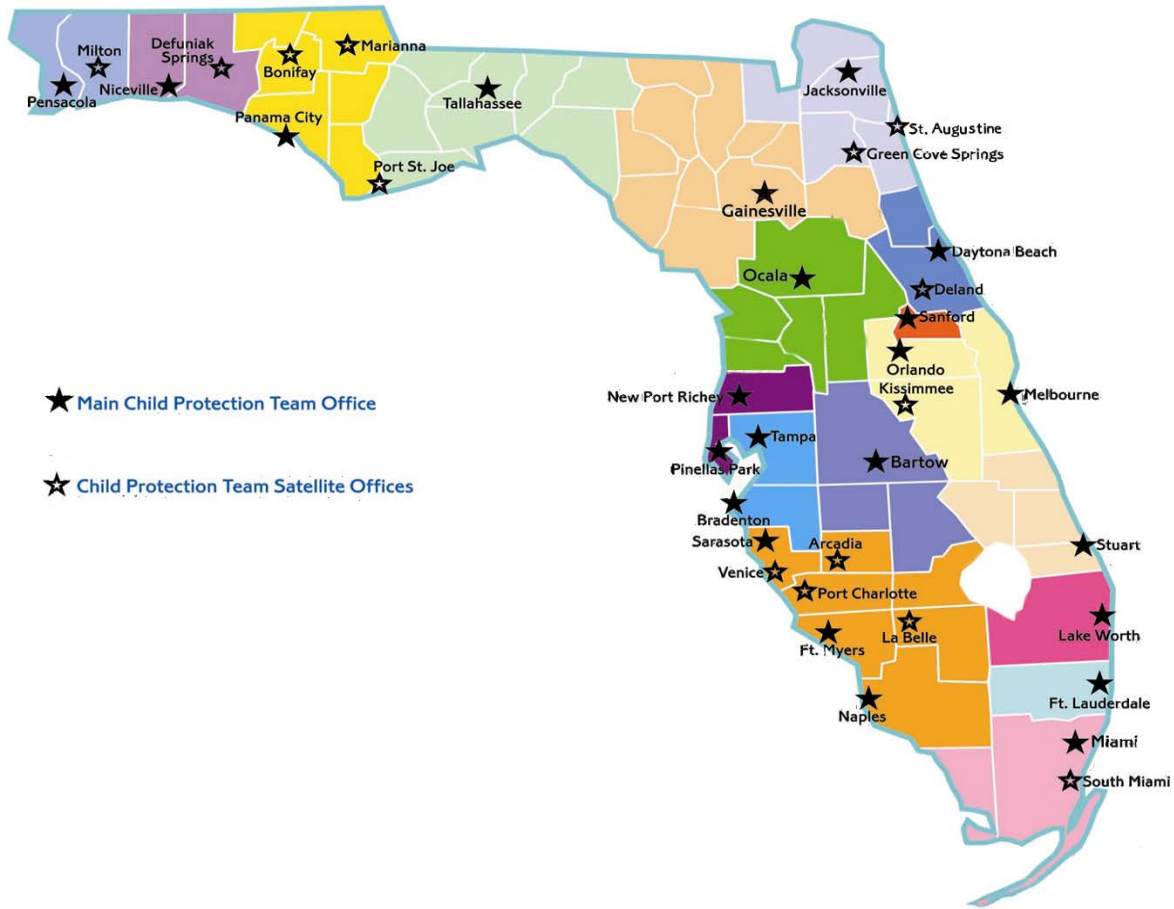 Milton
Defuniak
Springs
Marianna
Bonifay
Pensacola
Niceville
Tallahassee
Jacksonville
Panama City
St. Augustine
Green Cove Springs
Port St. Joe
Gainesville
Ocala
Daytona Beach
Deland
Sanford
Orlando
Kissimmee
New Port Richey
Melbourne
Main Child Protection Team Office
Tampa
Pinellas Park
Bartow
Child Protection Team Satellite Offices
Bradenton
Sarasota
Arcadia
Stuart
Venice
Port Charlotte
La Belle
Lake Worth
Ft. Myers
Ft. Lauderdale
Naples
Miami
South Miami